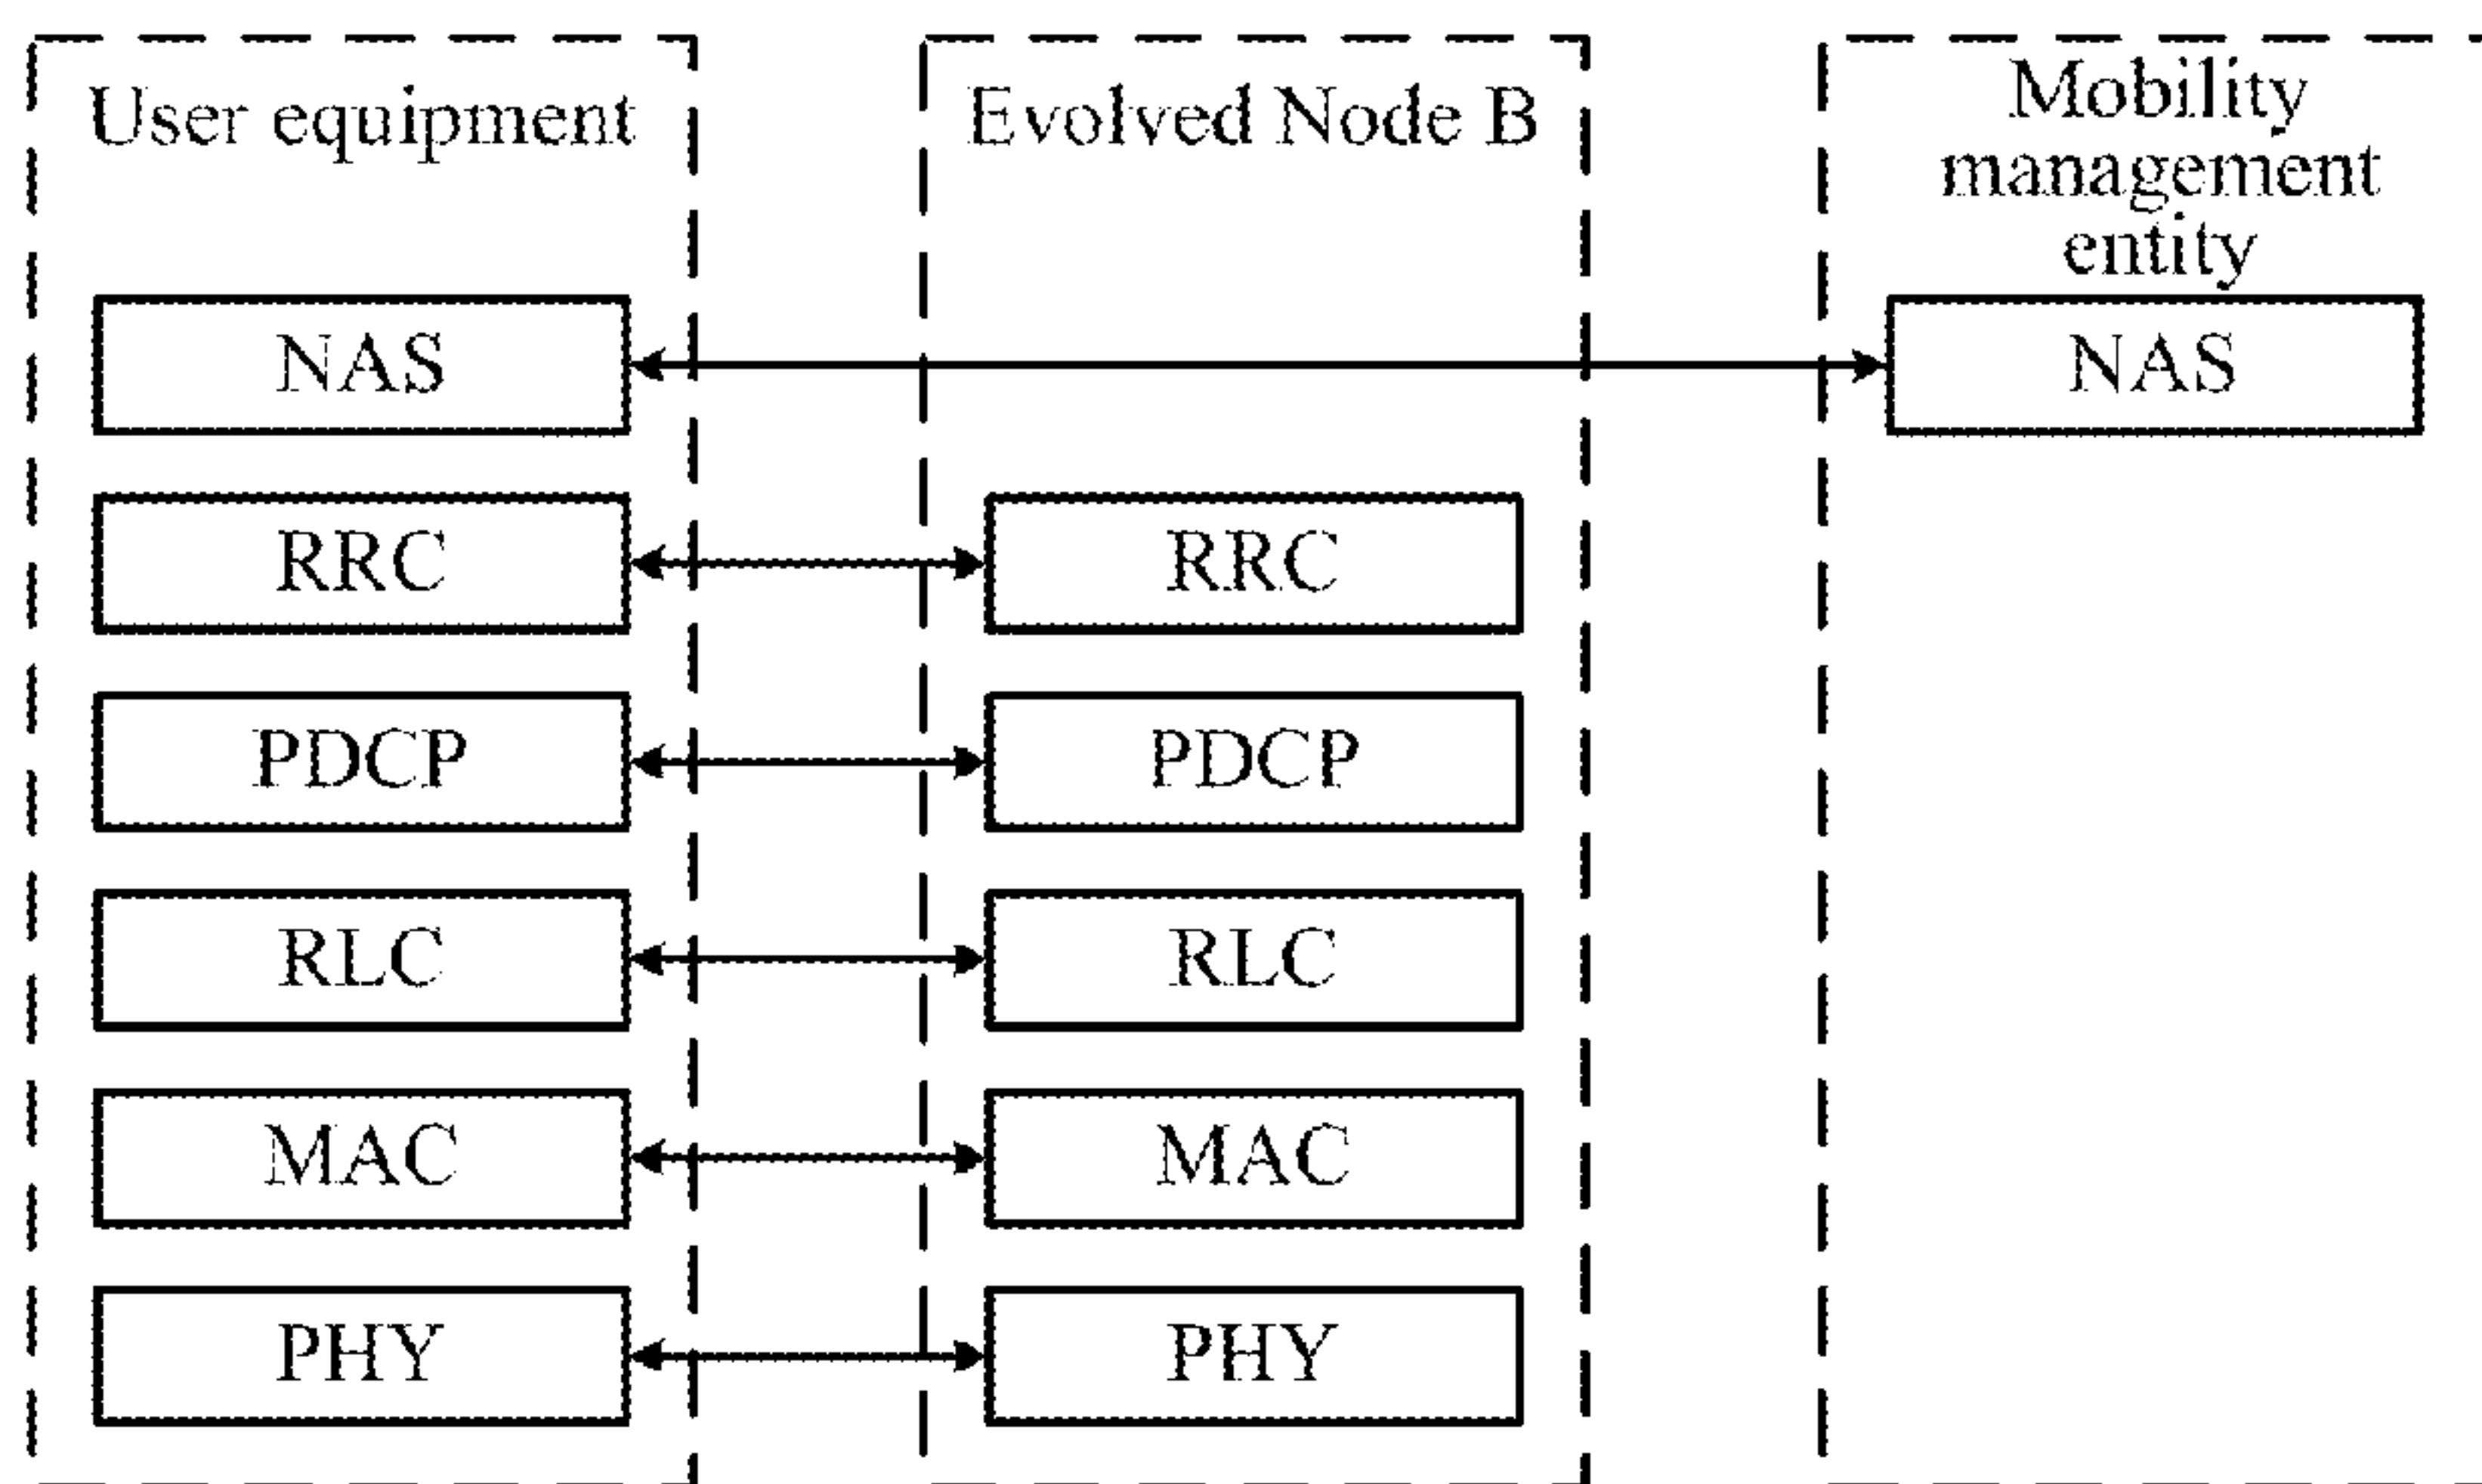 User equipment
Evolved Node B
Mobility
management
entity
NAS
NAS
RRC
RRC
PDCP
PDCP
RLC
RLC
MAC
MAC
PHY
PHY